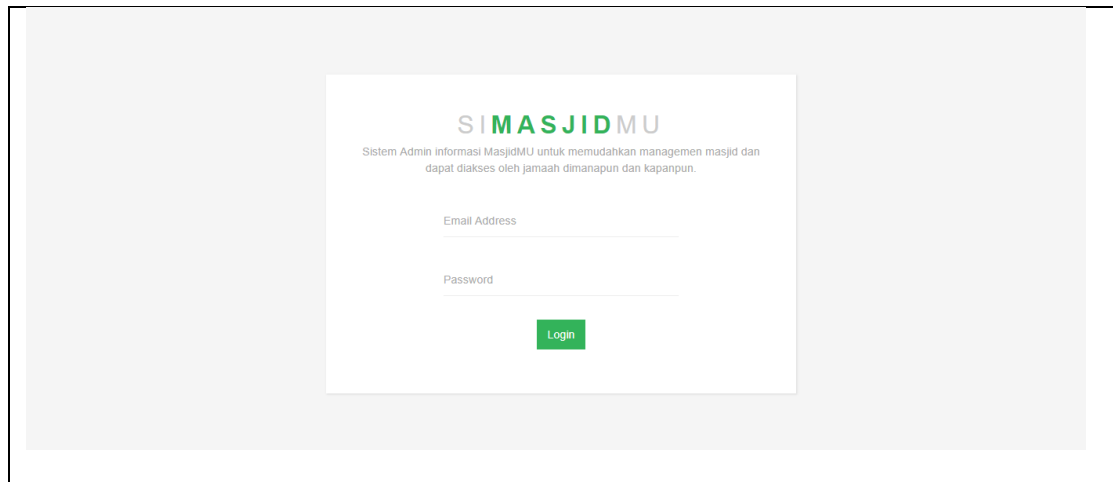 SIMASJIDMU
Sistem Admin informasi MasjidMU untuk memudahkan managemen masjid dan
dapat diakses oleh jamaah dimanapun dan kapanpun.
Email Address
Password
Login